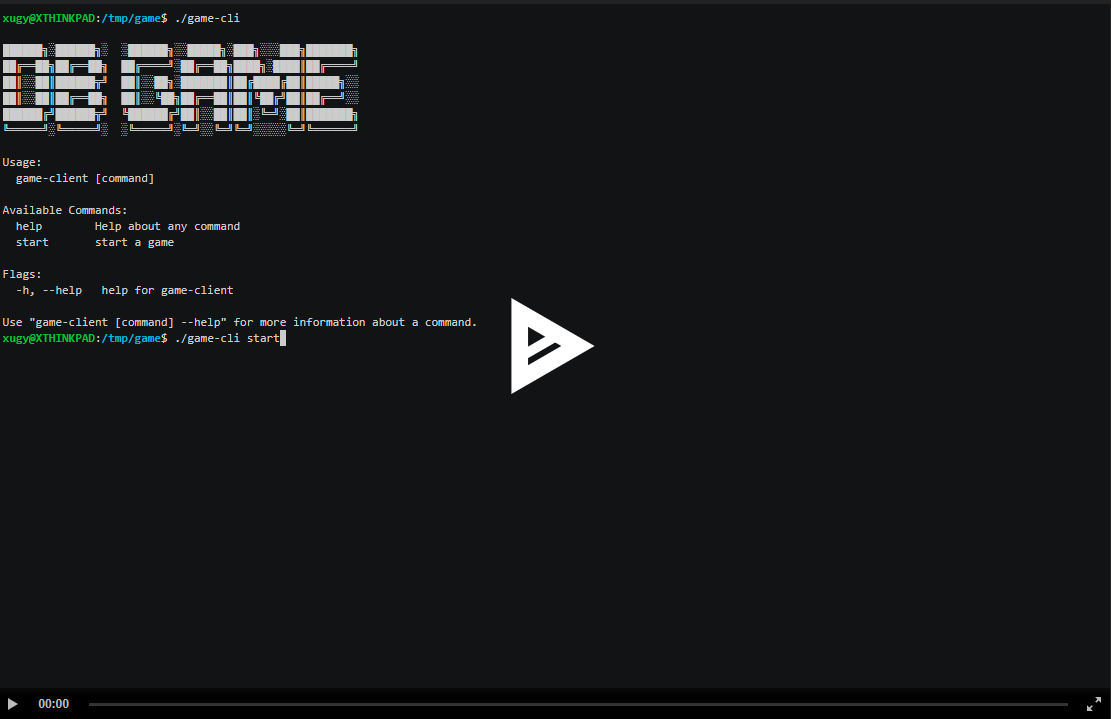 xugy@XTHINKPAD:/tmp/game$ ./game-cli
DB GAME
Usage:
game-client [command]
Available Commands:
help Help about any command
start start a game
Flags:
-h, --help help for game-client
Use "game-client [command] --help" for more information about a command.
xugy@XTHINKPAD:/tmp/game$ ./game-cli start
00:00